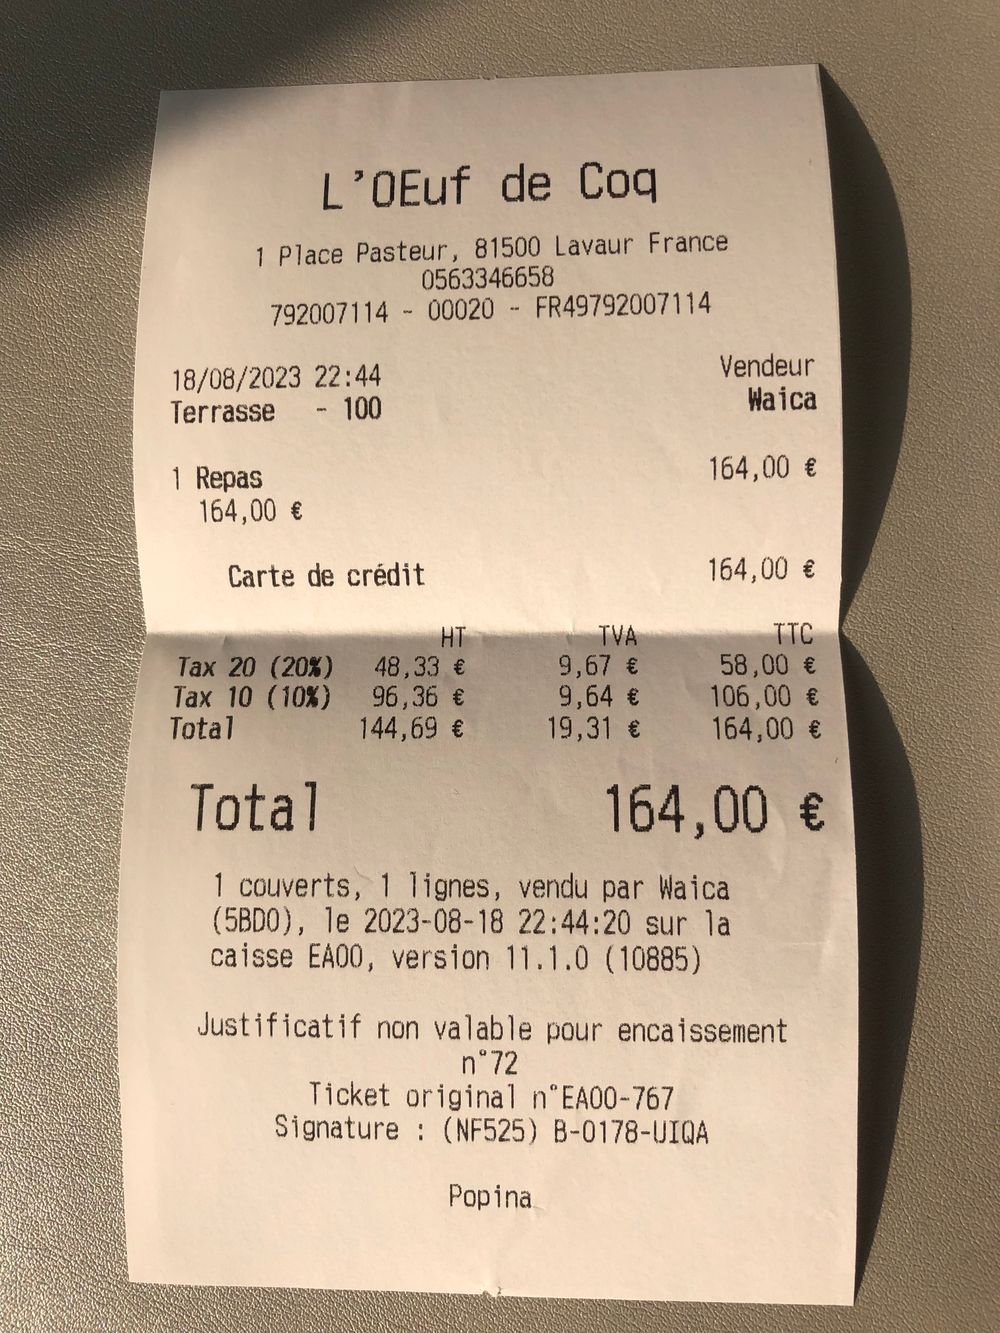 L'OEuf de Coq
1 Place Pasteur, 81500 Lavaur France
0563346658
792007114 - 00020 - FR49792007114
18/08/2023 22:44 Vendeur
Terrasse - 100 Waica
1 Repas 164,00 €
164,00 €
Carte de crédit 164,00 €
HT TVA TTC
Tax 20 (20%) 48,33 € 9,67 € 58,00 €
Tax 10 (10%) 96,36 € 9,64 € 106,00 €
Total 144,69 € 19,31 € 164,00 €
Total 164,00 €
1 couverts, 1 lignes, vendu par Waica
(5BD0), le 2023-08-18 22:44:20 sur la
caisse EA00, version 11.1.0 (10885)
Justificatif non valable pour encaissement
n°72
Ticket original n°EA00-767
Signature : (NF525) B-0178-UIQA
Popina